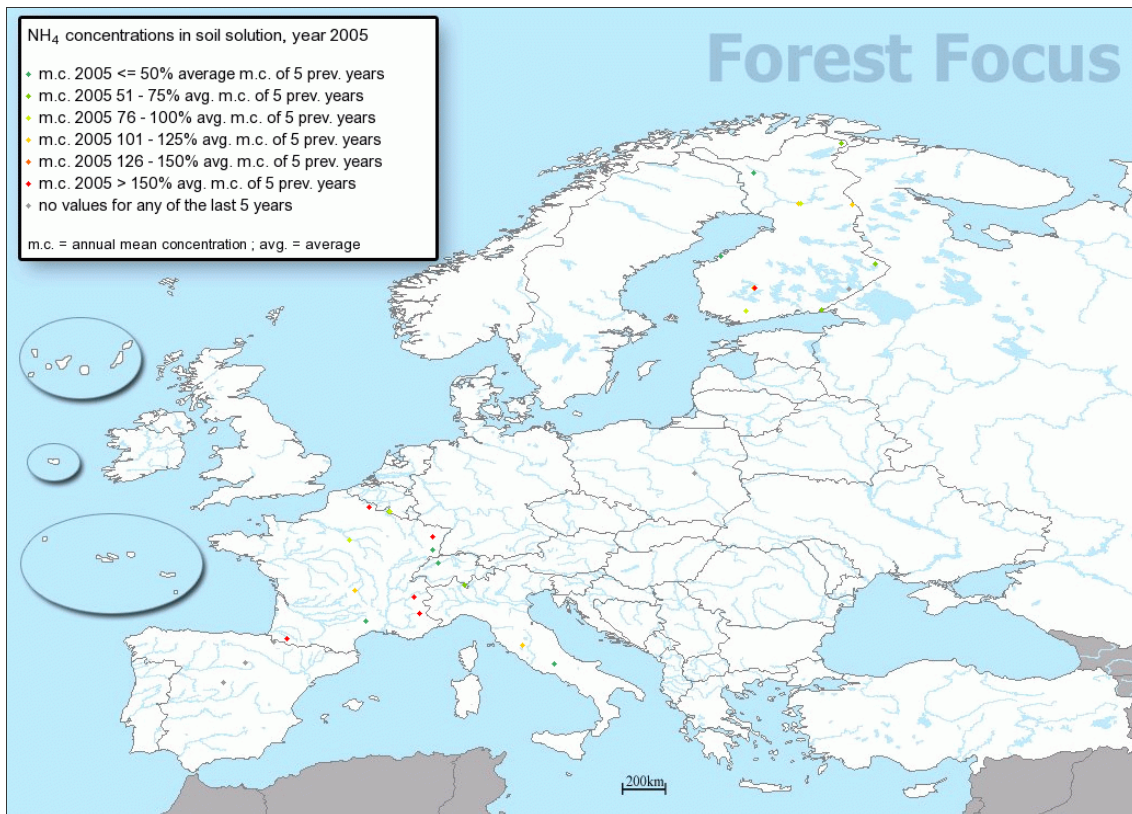 NH₄ concentrations in soil solution, year 2005
m.c. 2005 <= 50% average m.c. of 5 prev. years
m.c. 2005 51 - 75% avg. m.c. of 5 prev. years
m.c. 2005 76 - 100% avg. m.c. of 5 prev. years
m.c. 2005 101 - 125% avg. m.c. of 5 prev. years
m.c. 2005 126 - 150% avg. m.c. of 5 prev. years
m.c. 2005 > 150% avg. m.c. of 5 prev. years
no values for any of the last 5 years
m.c. = annual mean concentration ; avg. = average
Forest Focus
200km